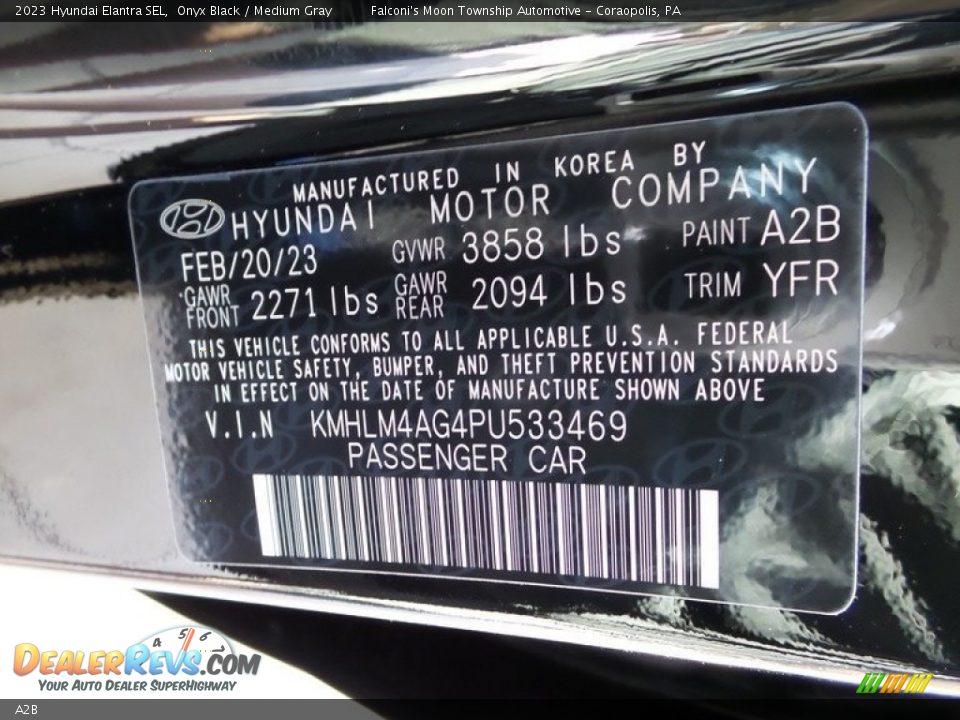 2023 Hyundai Elantra SEL, Onyx Black / Medium Gray Falconi's Moon Township Automotive - Coraopolis, PA
MANUFACTURED IN KOREA BY
HYUNDAI MOTOR COMPANY
FEB/20/23 GVWR 3858 lbs PAINT A2B
GAWR FRONT 2271 lbs GAWR REAR 2094 lbs TRIM YFR
THIS VEHICLE CONFORMS TO ALL APPLICABLE U.S.A. FEDERAL
MOTOR VEHICLE SAFETY, BUMPER, AND THEFT PREVENTION STANDARDS
IN EFFECT ON THE DATE OF MANUFACTURE SHOWN ABOVE
V.I.N KMHLM4AG4PU533469
PASSENGER CAR
4 5 6
DEALERREVS.COM
YOUR AUTO DEALER SUPERHIGHWAY
A2B